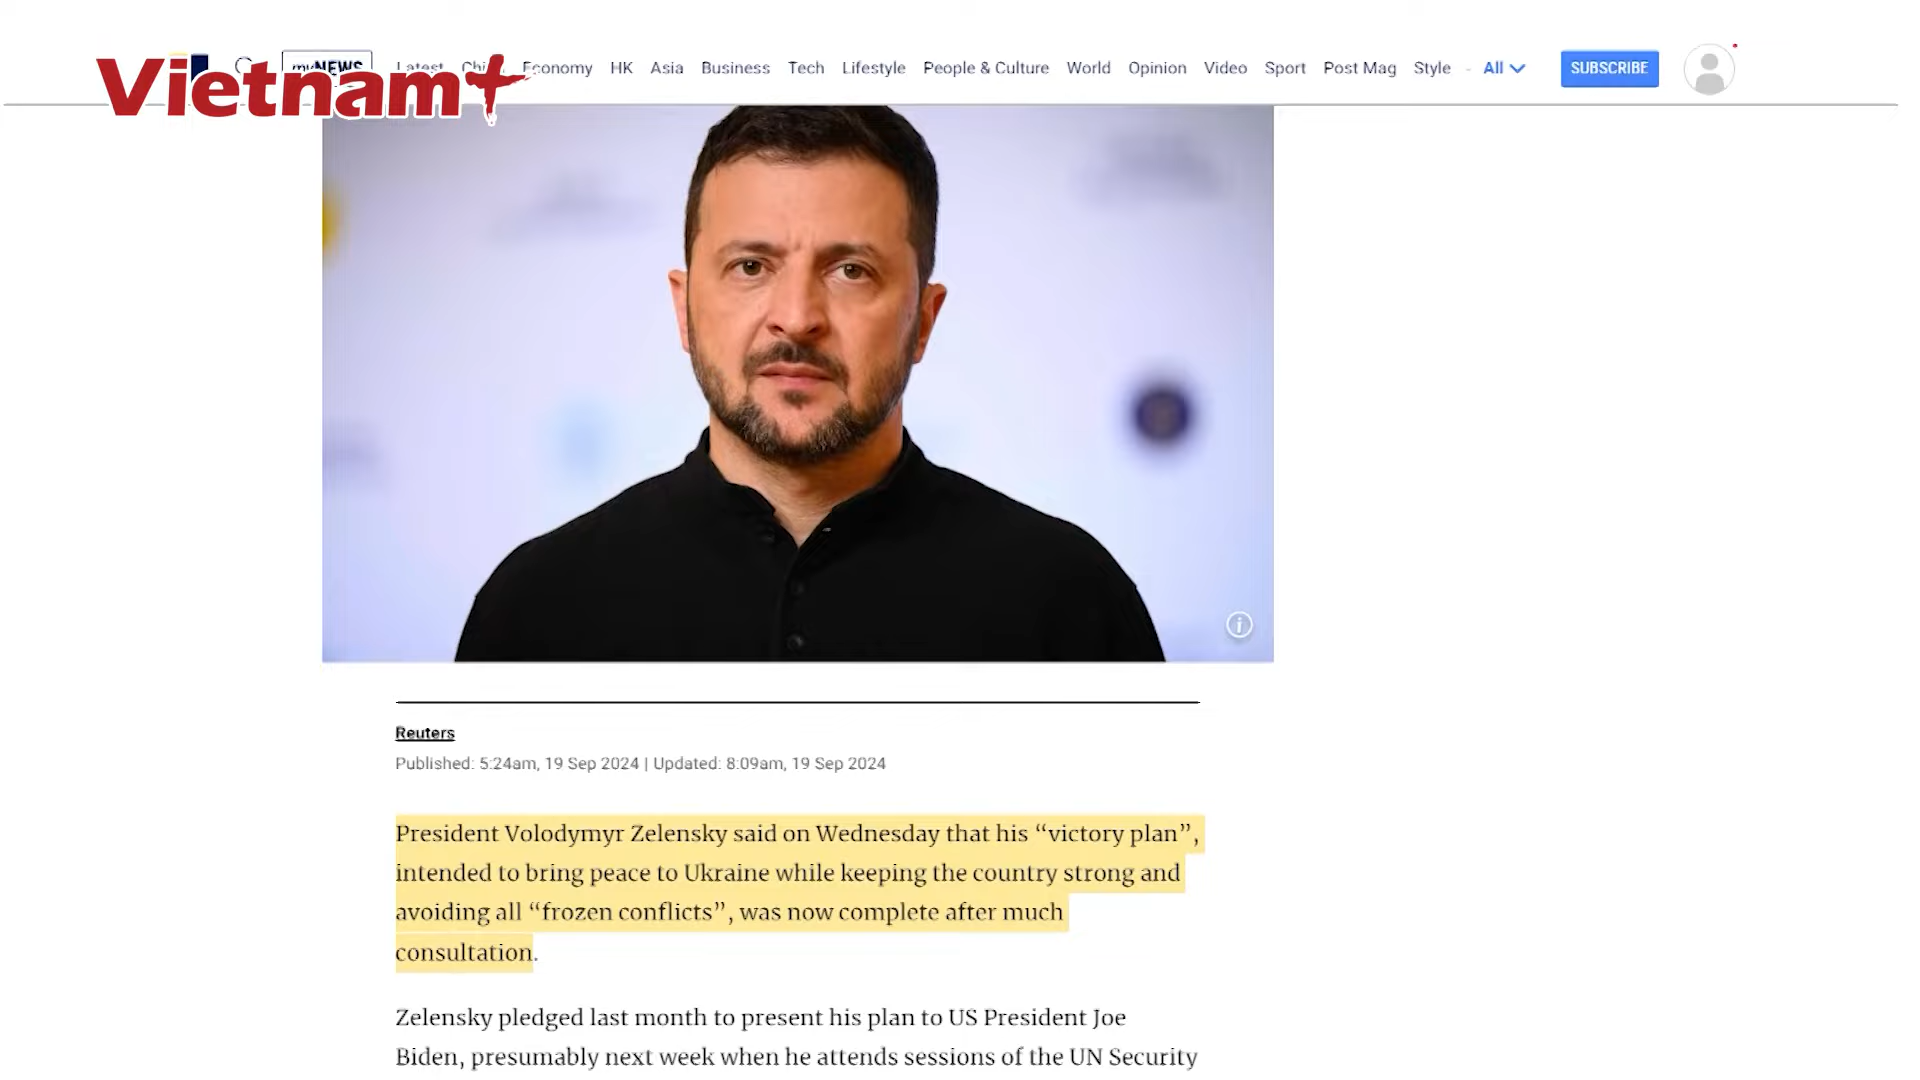 Vietnam+
myNEWS
Latest
Economy
HK
Asia
Business
Tech
Lifestyle
People & Culture
World
Opinion
Video
Sport
Post Mag
Style
All
SUBSCRIBE
Reuters
Published: 5:24am, 19 Sep 2024 | Updated: 8:09am, 19 Sep 2024
President Volodymyr Zelensky said on Wednesday that his “victory plan”,
intended to bring peace to Ukraine while keeping the country strong and
avoiding all “frozen conflicts”, was now complete after much
consultation.
Zelensky pledged last month to present his plan to US President Joe
Biden, presumably next week when he attends sessions of the UN Security